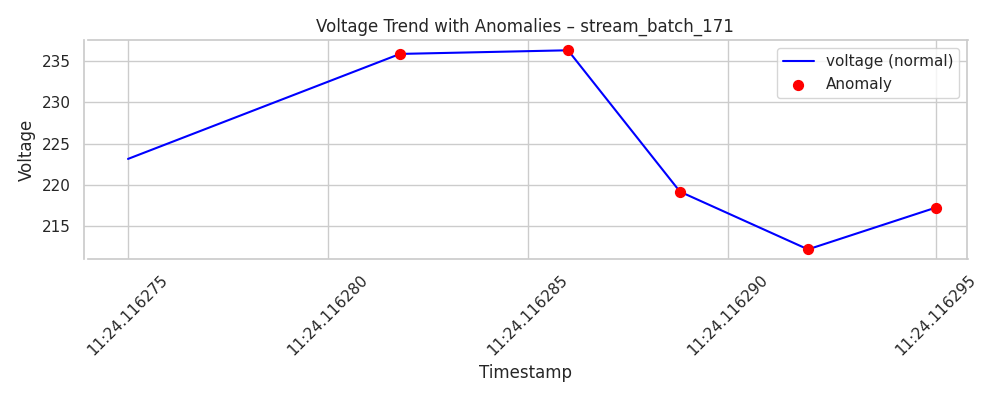 Voltage Trend with Anomalies – stream_batch_171
voltage (normal)
Anomaly
Voltage
235
230
225
220
215
11:24.116275
11:24.116280
11:24.116285
11:24.116290
11:24.116295
Timestamp